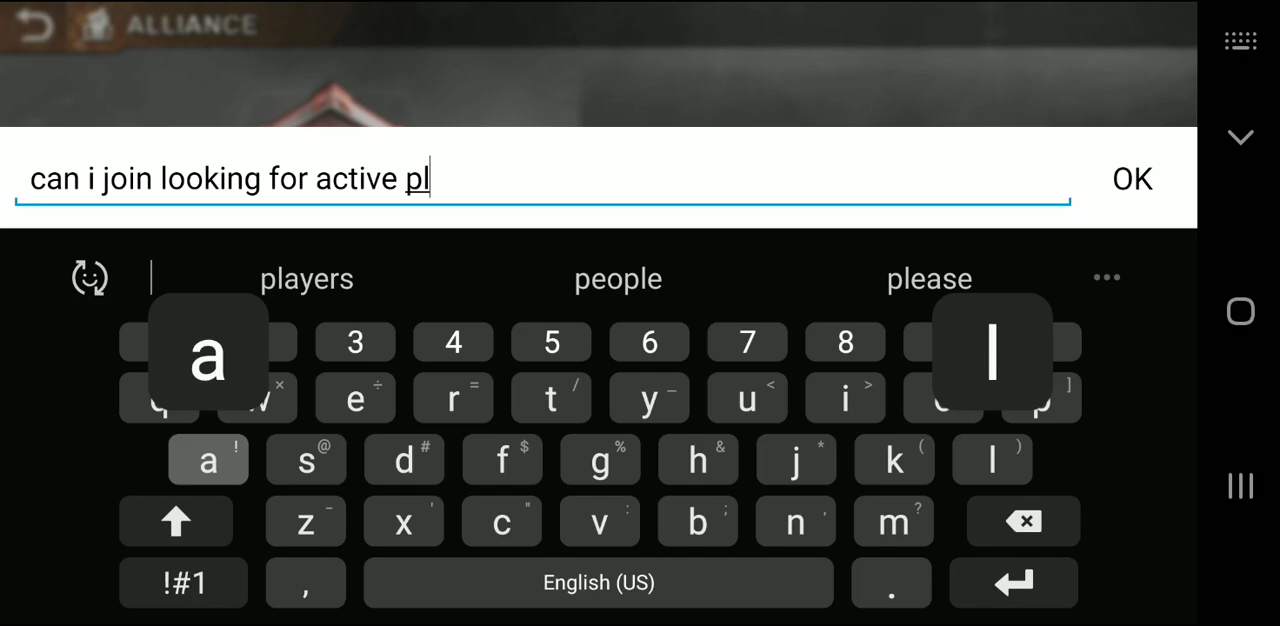 ALLIANCE
can i join looking for active pl
OK
players people please
a l
3 4 5 6 7 8
e ÷ r = t / y – u < i > ]
a ! s @ d # f $ g % h & j * k ( l )
z - x ' c " v : b ; n , m ?
!#1 , English (US) .